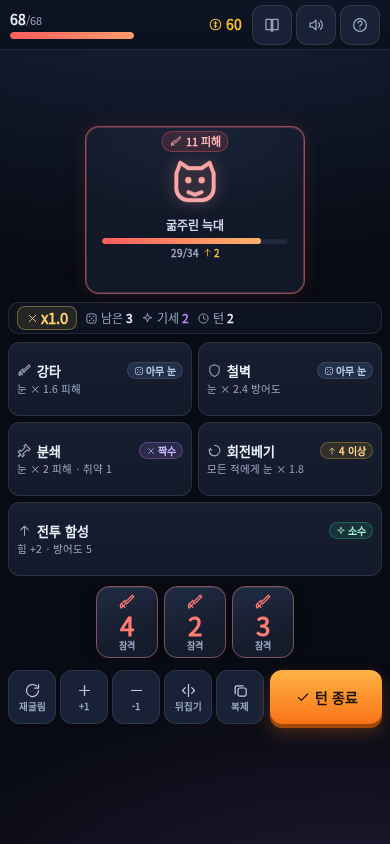 68/68
60
11 피해
굶주린 늑대
29/34 ↑2
x1.0 남은 3 기세 2 턴 2
강타 아무 눈
눈 × 1.6 피해
철벽 아무 눈
눈 × 2.4 방어도
분쇄 × 짝수
눈 × 2 피해 · 취약 1
회전베기 ↑ 4 이상
모든 적에게 눈 × 1.8
전투 함성 소수
힘 +2 · 방어도 5
4 2 3
참격 참격 참격
재굴림 +1 -1 뒤집기 복제
턴 종료